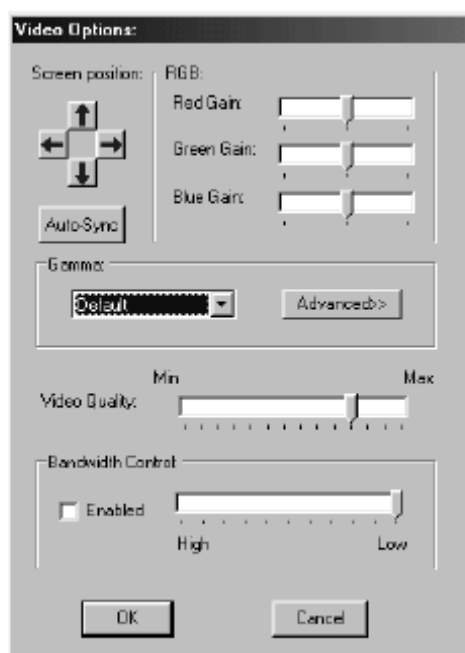 Video Options:
Screen position:
Auto-Sync
RGB:
Red Gain:
Green Gain:
Blue Gain:
Gamma:
Default
Advanced>>
Min Max
Video Quality:
Bandwidth Control:
Enabled
High Low
OK Cancel